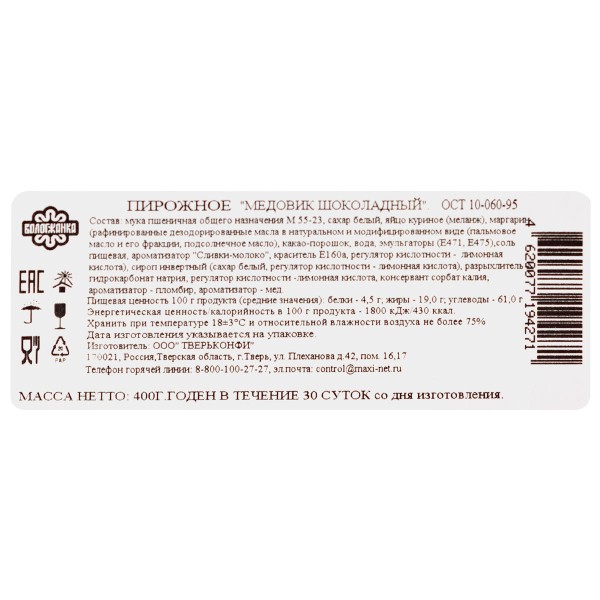 ПИРОЖНОЕ "МЕДОВИК ШОКОЛАДНЫЙ". ОСТ 10-060-95
ВОЛОГЖАНКА
Состав: мука пшеничная общего назначения М 55-23, сахар белый, яйцо куриное (меланж), маргарин
(рафинированные дезодорированные масла в натуральном и модифицированном виде (пальмовое
масло и его фракции, подсолнечное масло), какао-порошок, вода, эмульгаторы (Е471, Е475),соль
пищевая, ароматизатор "Сливки-молоко", краситель Е160а, регулятор кислотности - лимонная
кислота), сироп инвертный (сахар белый, регулятор кислотности - лимонная кислота), разрыхлитель
гидрокарбонат натрия, регулятор кислотности -лимонная кислота, консервант сорбат калия,
ароматизатор - пломбир, ароматизатор - мед.
Пищевая ценность 100 г продукта (средние значения): белки - 4,5 г; жиры - 19,0 г; углеводы - 61,0 г
Энергетическая ценность/калорийность в 100 г продукта - 1800 кДж/430 ккал.
Хранить при температуре 18±3°С и относительной влажности воздуха не более 75%
Дата изготовления указывается на упаковке.
Изготовитель: ООО "ТВЕРЬКОНФИ"
170021, Россия,Тверская область, г.Тверь, ул. Плеханова д.42, пом. 16,17
Телефон горячей линии: 8-800-100-27-27, эл.почта: control@maxi-net.ru
EAC
PAP
4 620077 194271
МАССА НЕТТО: 400Г.ГОДЕН В ТЕЧЕНИЕ 30 СУТОК со дня изготовления.